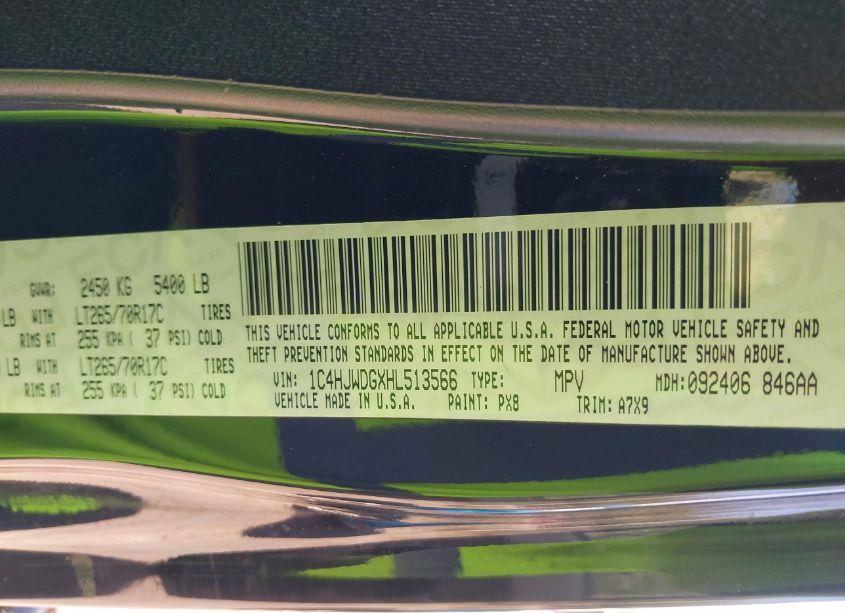 GVWR: 2450 KG 5400 LB
LB WITH LT265/70R17C TIRES
RIMS AT 255 KPA ( 37 PSI) COLD
LB WITH LT265/70R17C TIRES
RIMS AT 255 KPA ( 37 PSI) COLD
THIS VEHICLE CONFORMS TO ALL APPLICABLE U.S.A. FEDERAL MOTOR VEHICLE SAFETY AND
THEFT PREVENTION STANDARDS IN EFFECT ON THE DATE OF MANUFACTURE SHOWN ABOVE.
VIN: 1C4HJWDGXHL513566 TYPE: MPV MDH:092406 846AA
VEHICLE MADE IN U.S.A. PAINT: PX8 TRIM: A7X9